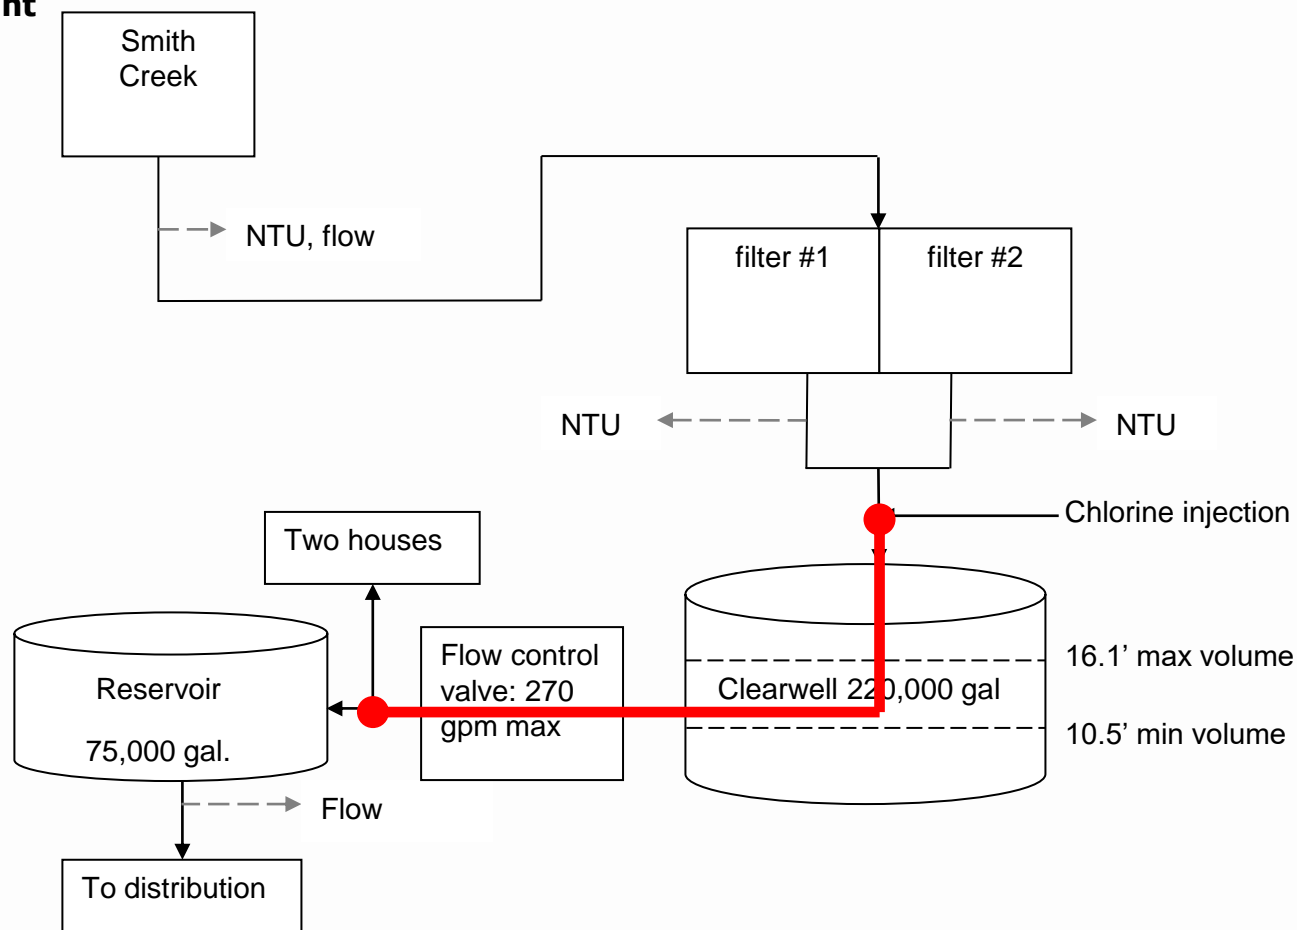 nt
Smith
Creek
NTU, flow
filter #1
filter #2
NTU
NTU
Chlorine injection
Two houses
Flow control
valve: 270
gpm max
16.1’ max volume
Clearwell 220,000 gal
10.5’ min volume
Reservoir
75,000 gal.
Flow
To distribution